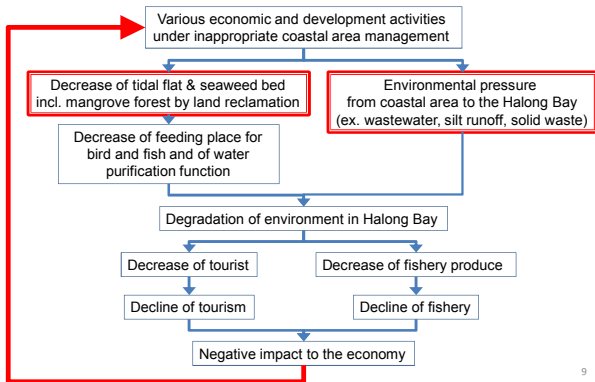 Various economic and development activities
under inappropriate coastal area management
Decrease of tidal flat & seaweed bed
incl. mangrove forest by land reclamation
Environmental pressure
from coastal area to the Halong Bay
(ex. wastewater, silt runoff, solid waste)
Decrease of feeding place for
bird and fish and of water
purification function
Degradation of environment in Halong Bay
Decrease of tourist
Decrease of fishery produce
Decline of tourism
Decline of fishery
Negative impact to the economy
9